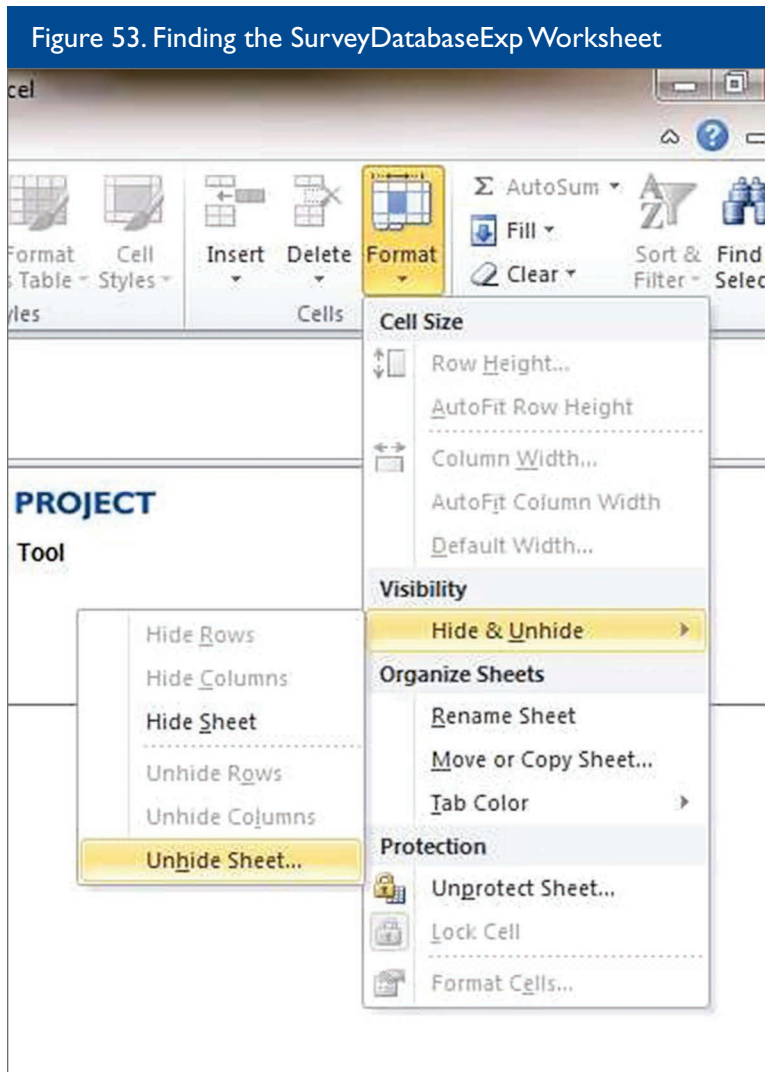 Figure 53. Finding the SurveyDatabaseExp Worksheet
cel
Format
s Table
Cell
Styles
Insert
Delete
Format
Σ AutoSum
Fill
Clear
Sort &
Filter
Find
Selec
yles
Cells
Cell Size
Row Height...
AutoFit Row Height
Column Width...
AutoFit Column Width
Default Width...
PROJECT
Tool
Visibility
Hide & Unhide
Hide Rows
Hide Columns
Hide Sheet
Unhide Rows
Unhide Columns
Unhide Sheet...
Organize Sheets
Rename Sheet
Move or Copy Sheet...
Tab Color
Protection
Unprotect Sheet...
Lock Cell
Format Cells...